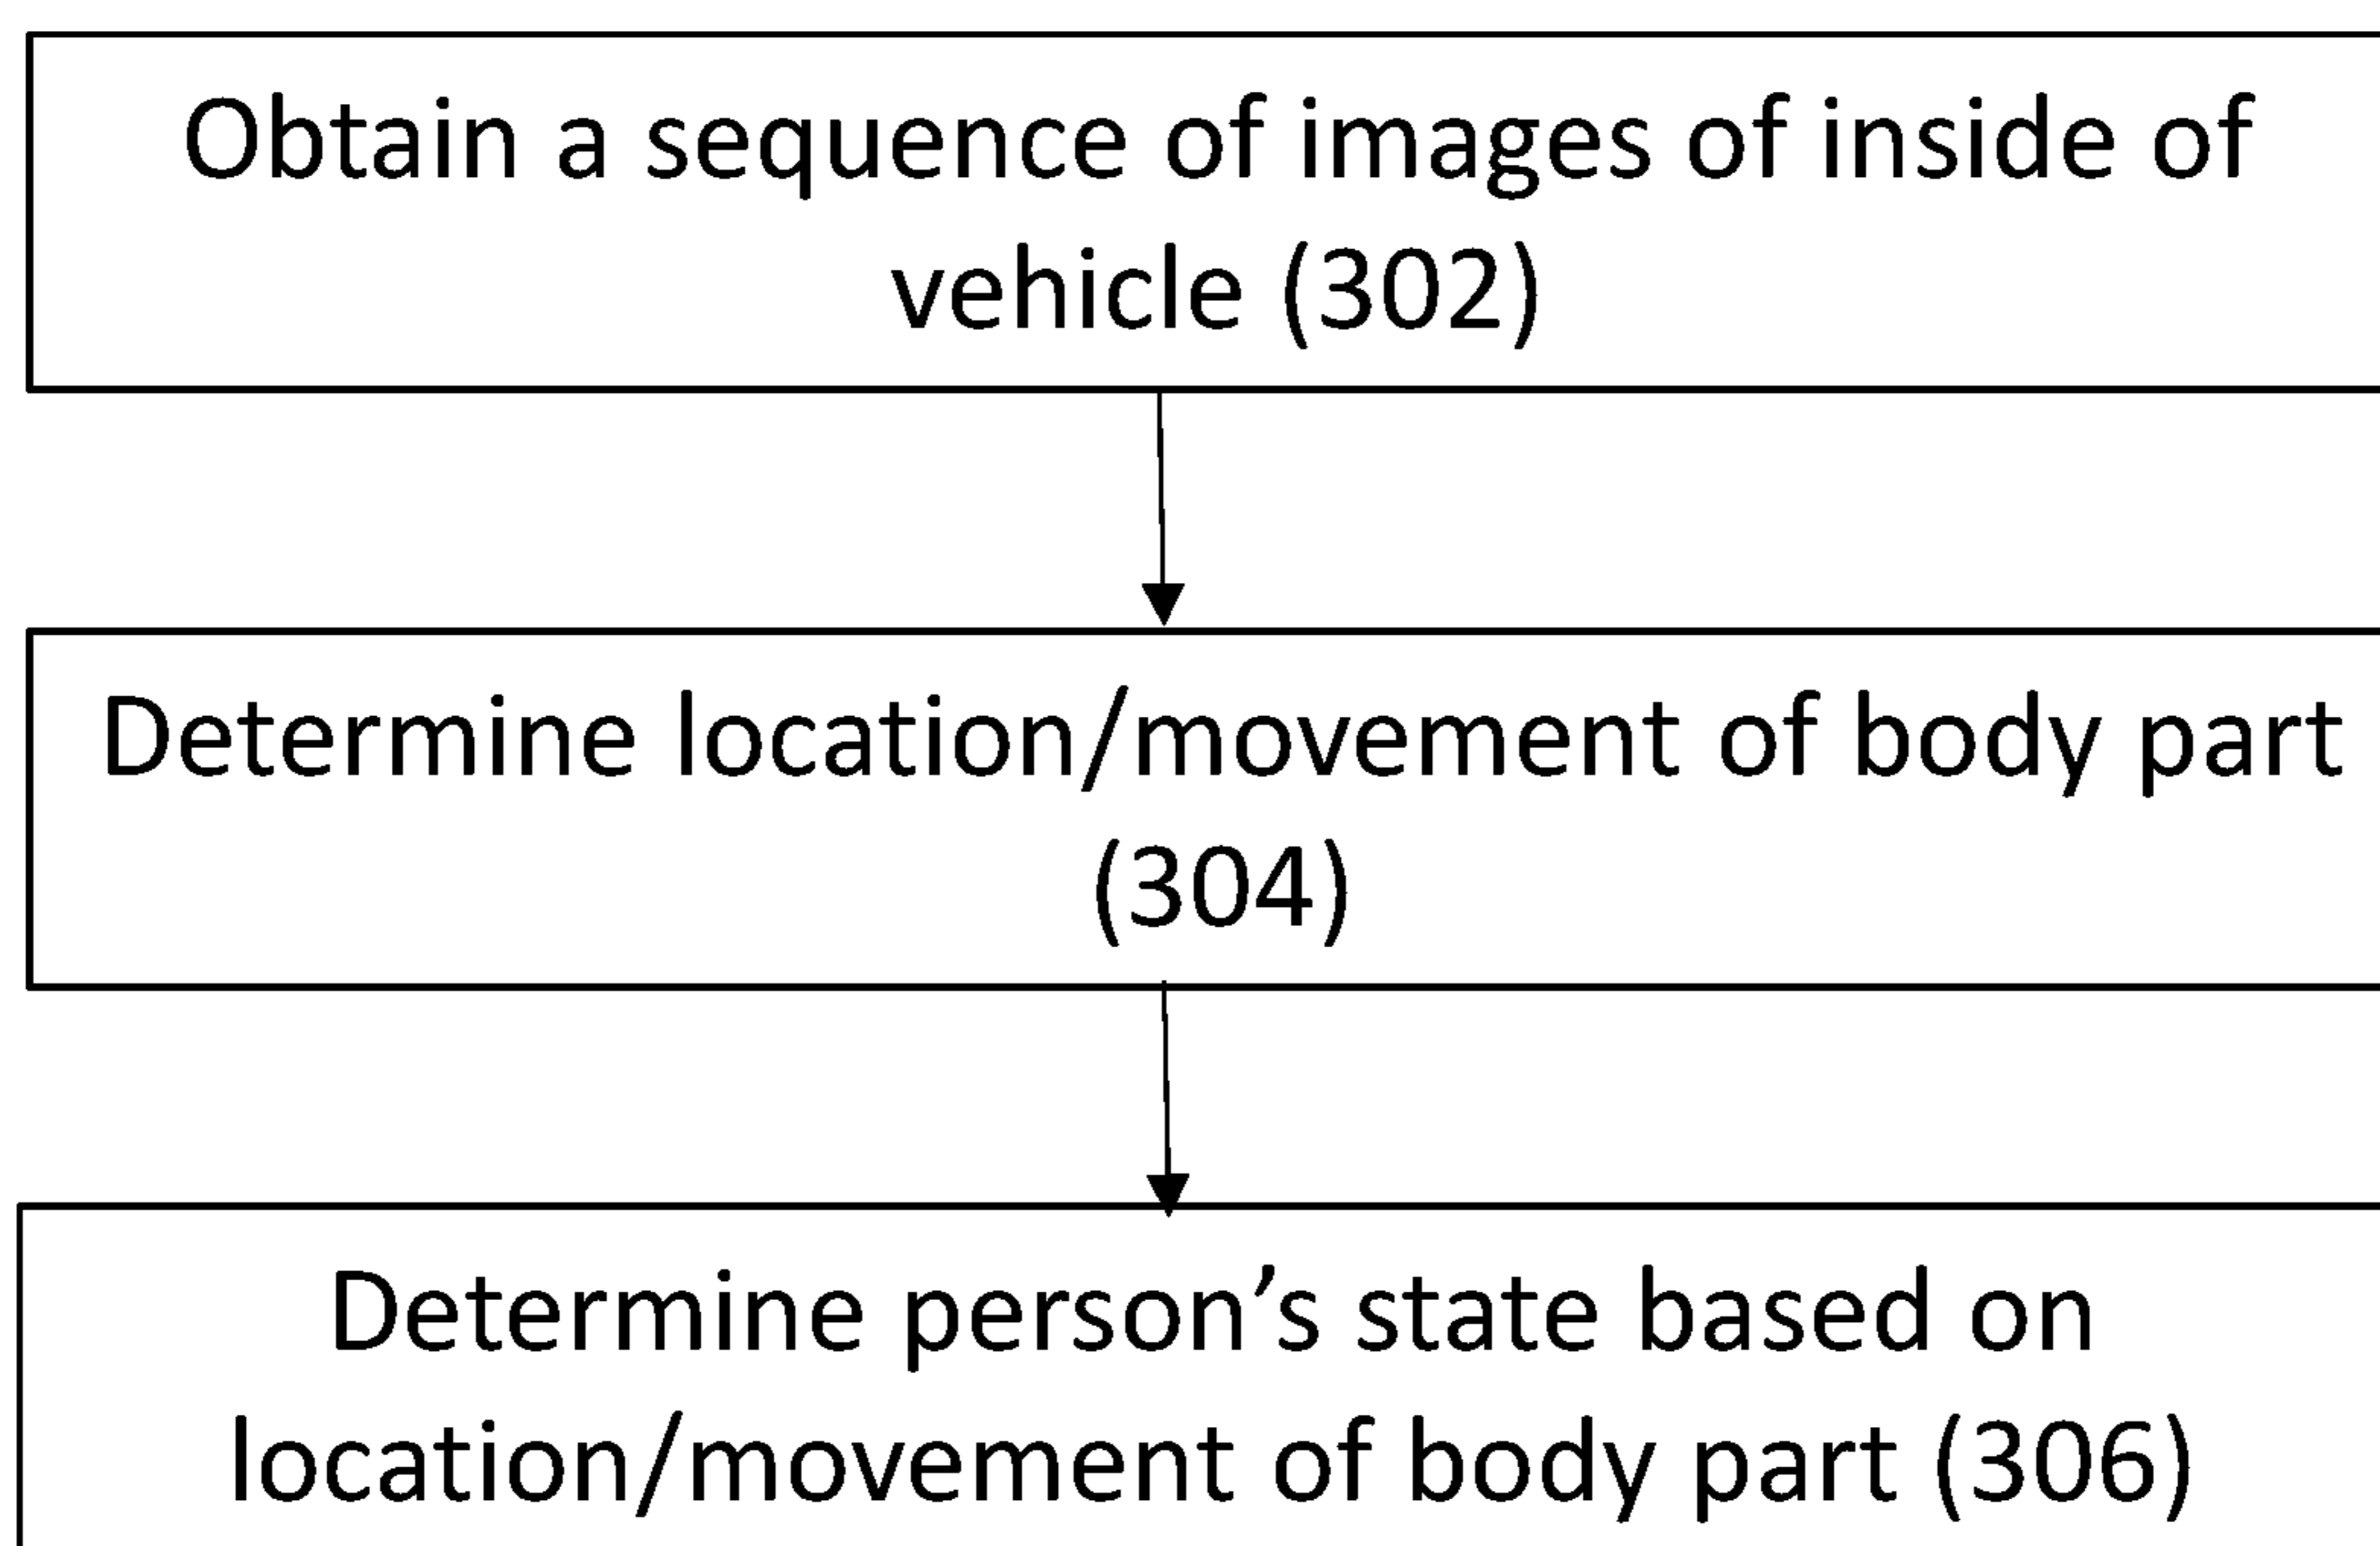 Obtain a sequence of images of inside of
vehicle (302)
Determine location/movement of body part
(304)
Determine person’s state based on
location/movement of body part (306)